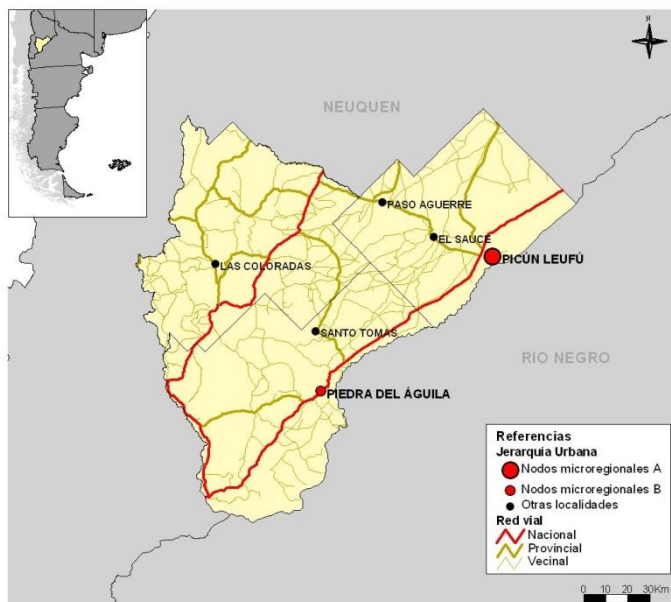 NEUQUEN
PASO AGUERRE
EL SAUCE
PICÚN LEUFÚ
LAS COLORADAS
SANTO TOMAS
RIO NEGRO
PIEDRA DEL ÁGUILA
Referencias
Jerarquía Urbana
Nodos microregionales A
Nodos microregionales B
Otras localidades
Red vial
Nacional
Provincial
Vecinal
0 10 20 30Km